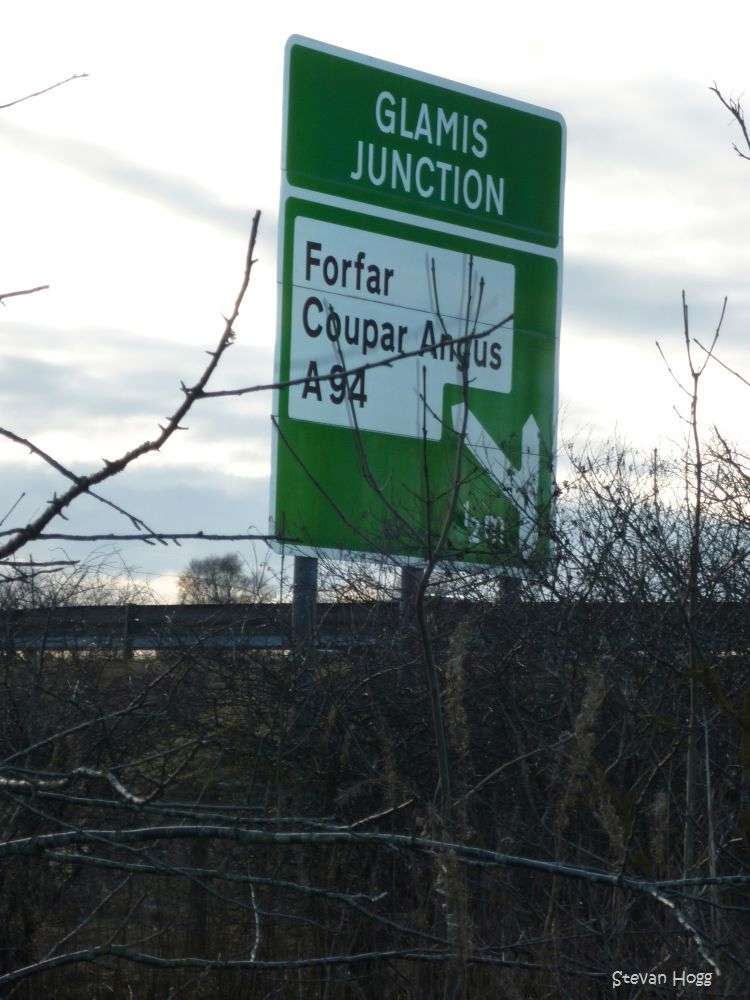 GLAMIS
JUNCTION
Forfar
Coupar Angus
A94
m
Stevan Hogg